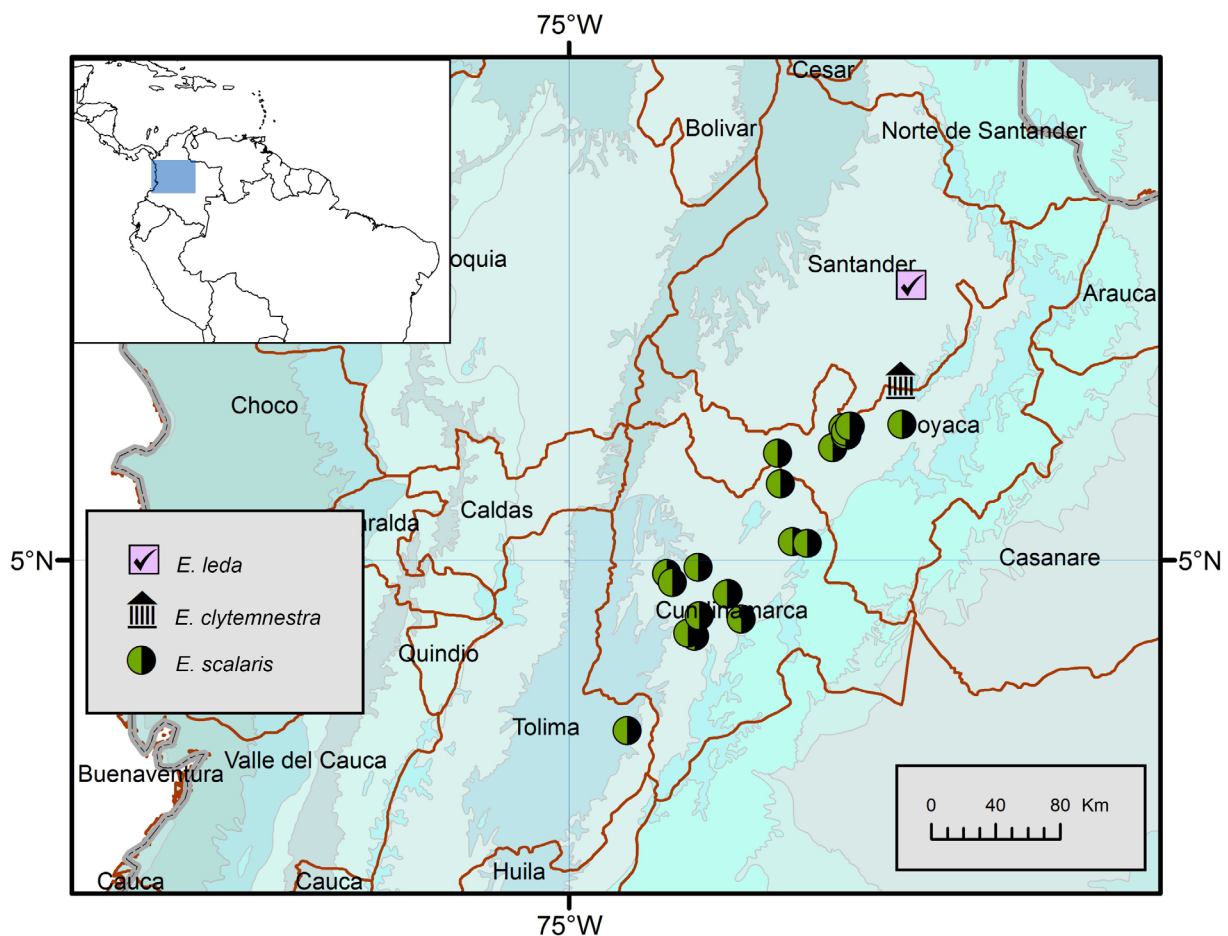 75°W
Cesar
Bolivar
Norte de Santander
oquia
Santander
Arauca
Choco
oyaca
Caldas
aralda
5°N
5°N
Casanare
E. leda
E. clytemnestra
E. scalaris
Cundinamarca
Quindio
Tolima
Valle del Cauca
Buenaventura
0 40 80 Km
Huila
Cauca
Cauca
75°W